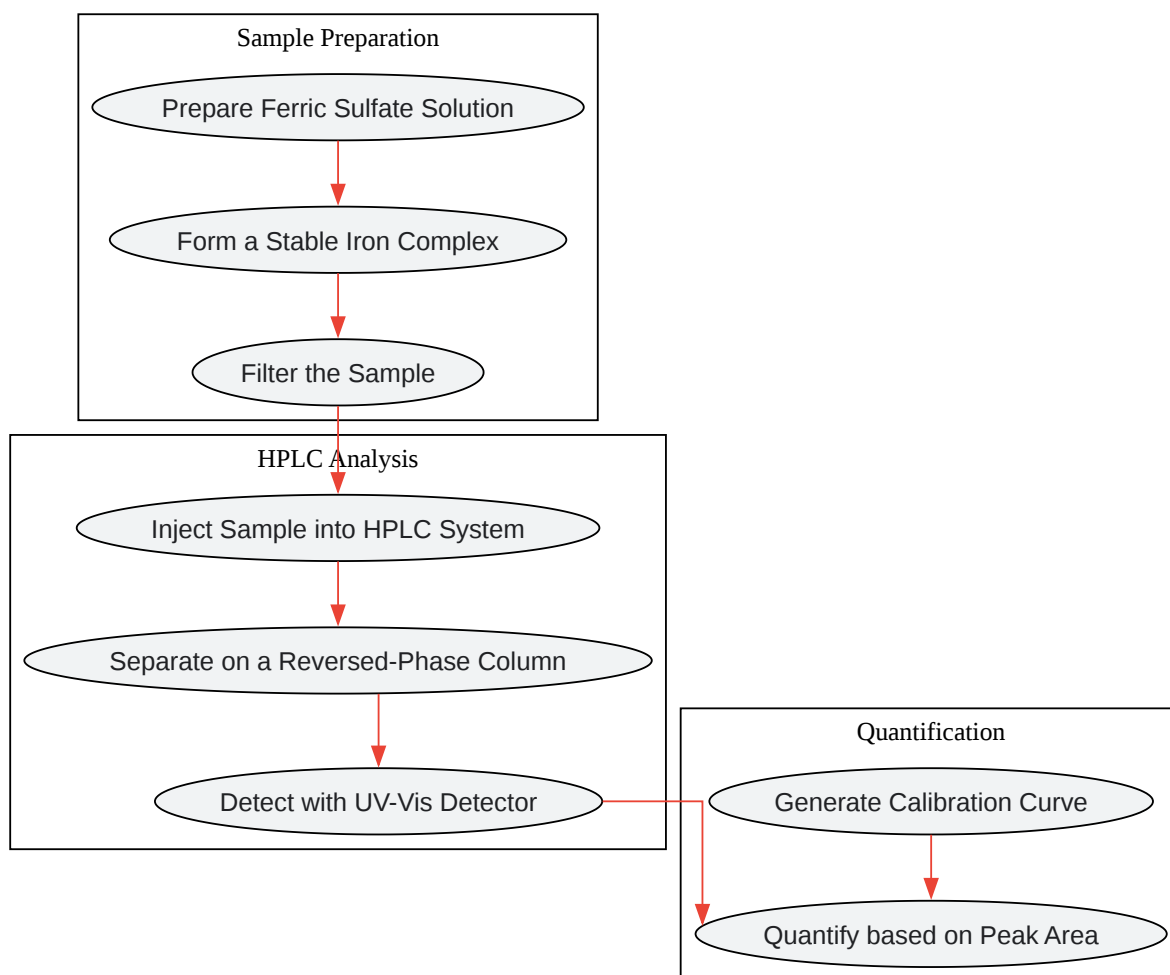 Sample Preparation
Prepare Ferric Sulfate Solution
Form a Stable Iron Complex
Filter the Sample
HPLC Analysis
Inject Sample into HPLC System
Separate on a Reversed-Phase Column
Detect with UV-Vis Detector
Quantification
Generate Calibration Curve
Quantify based on Peak Area